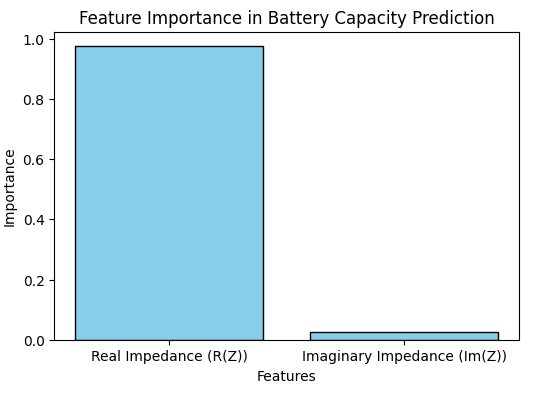 Feature Importance in Battery Capacity Prediction
1.0
0.8
0.6
0.4
0.2
0.0
Importance
Real Impedance (R(Z))
Imaginary Impedance (Im(Z))
Features